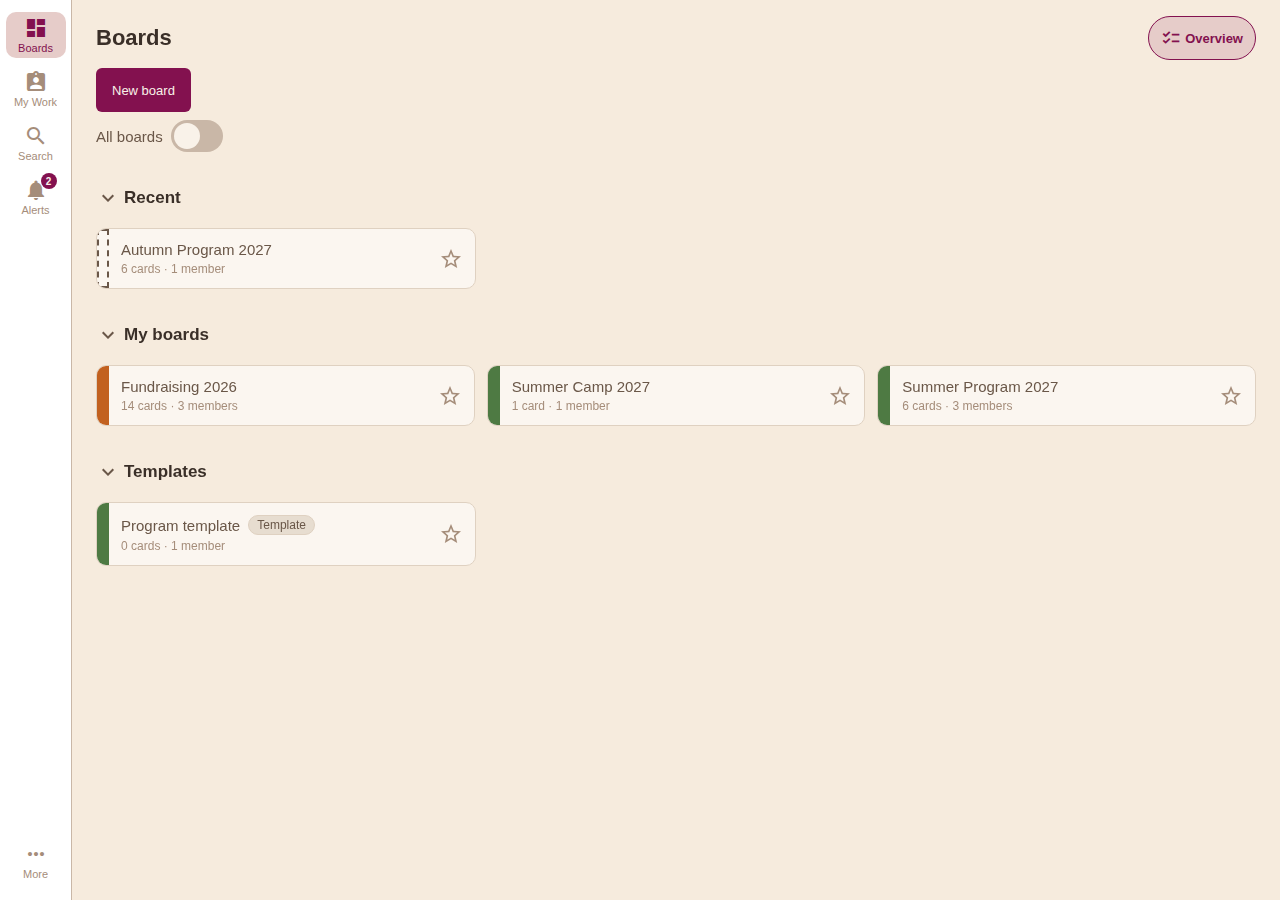 Boards
My Work
Search
2
Alerts
More
Boards
Overview
New board
All boards
Recent
Autumn Program 2027
6 cards · 1 member
My boards
Fundraising 2026
14 cards · 3 members
Summer Camp 2027
1 card · 1 member
Summer Program 2027
6 cards · 3 members
Templates
Program template Template
0 cards · 1 member